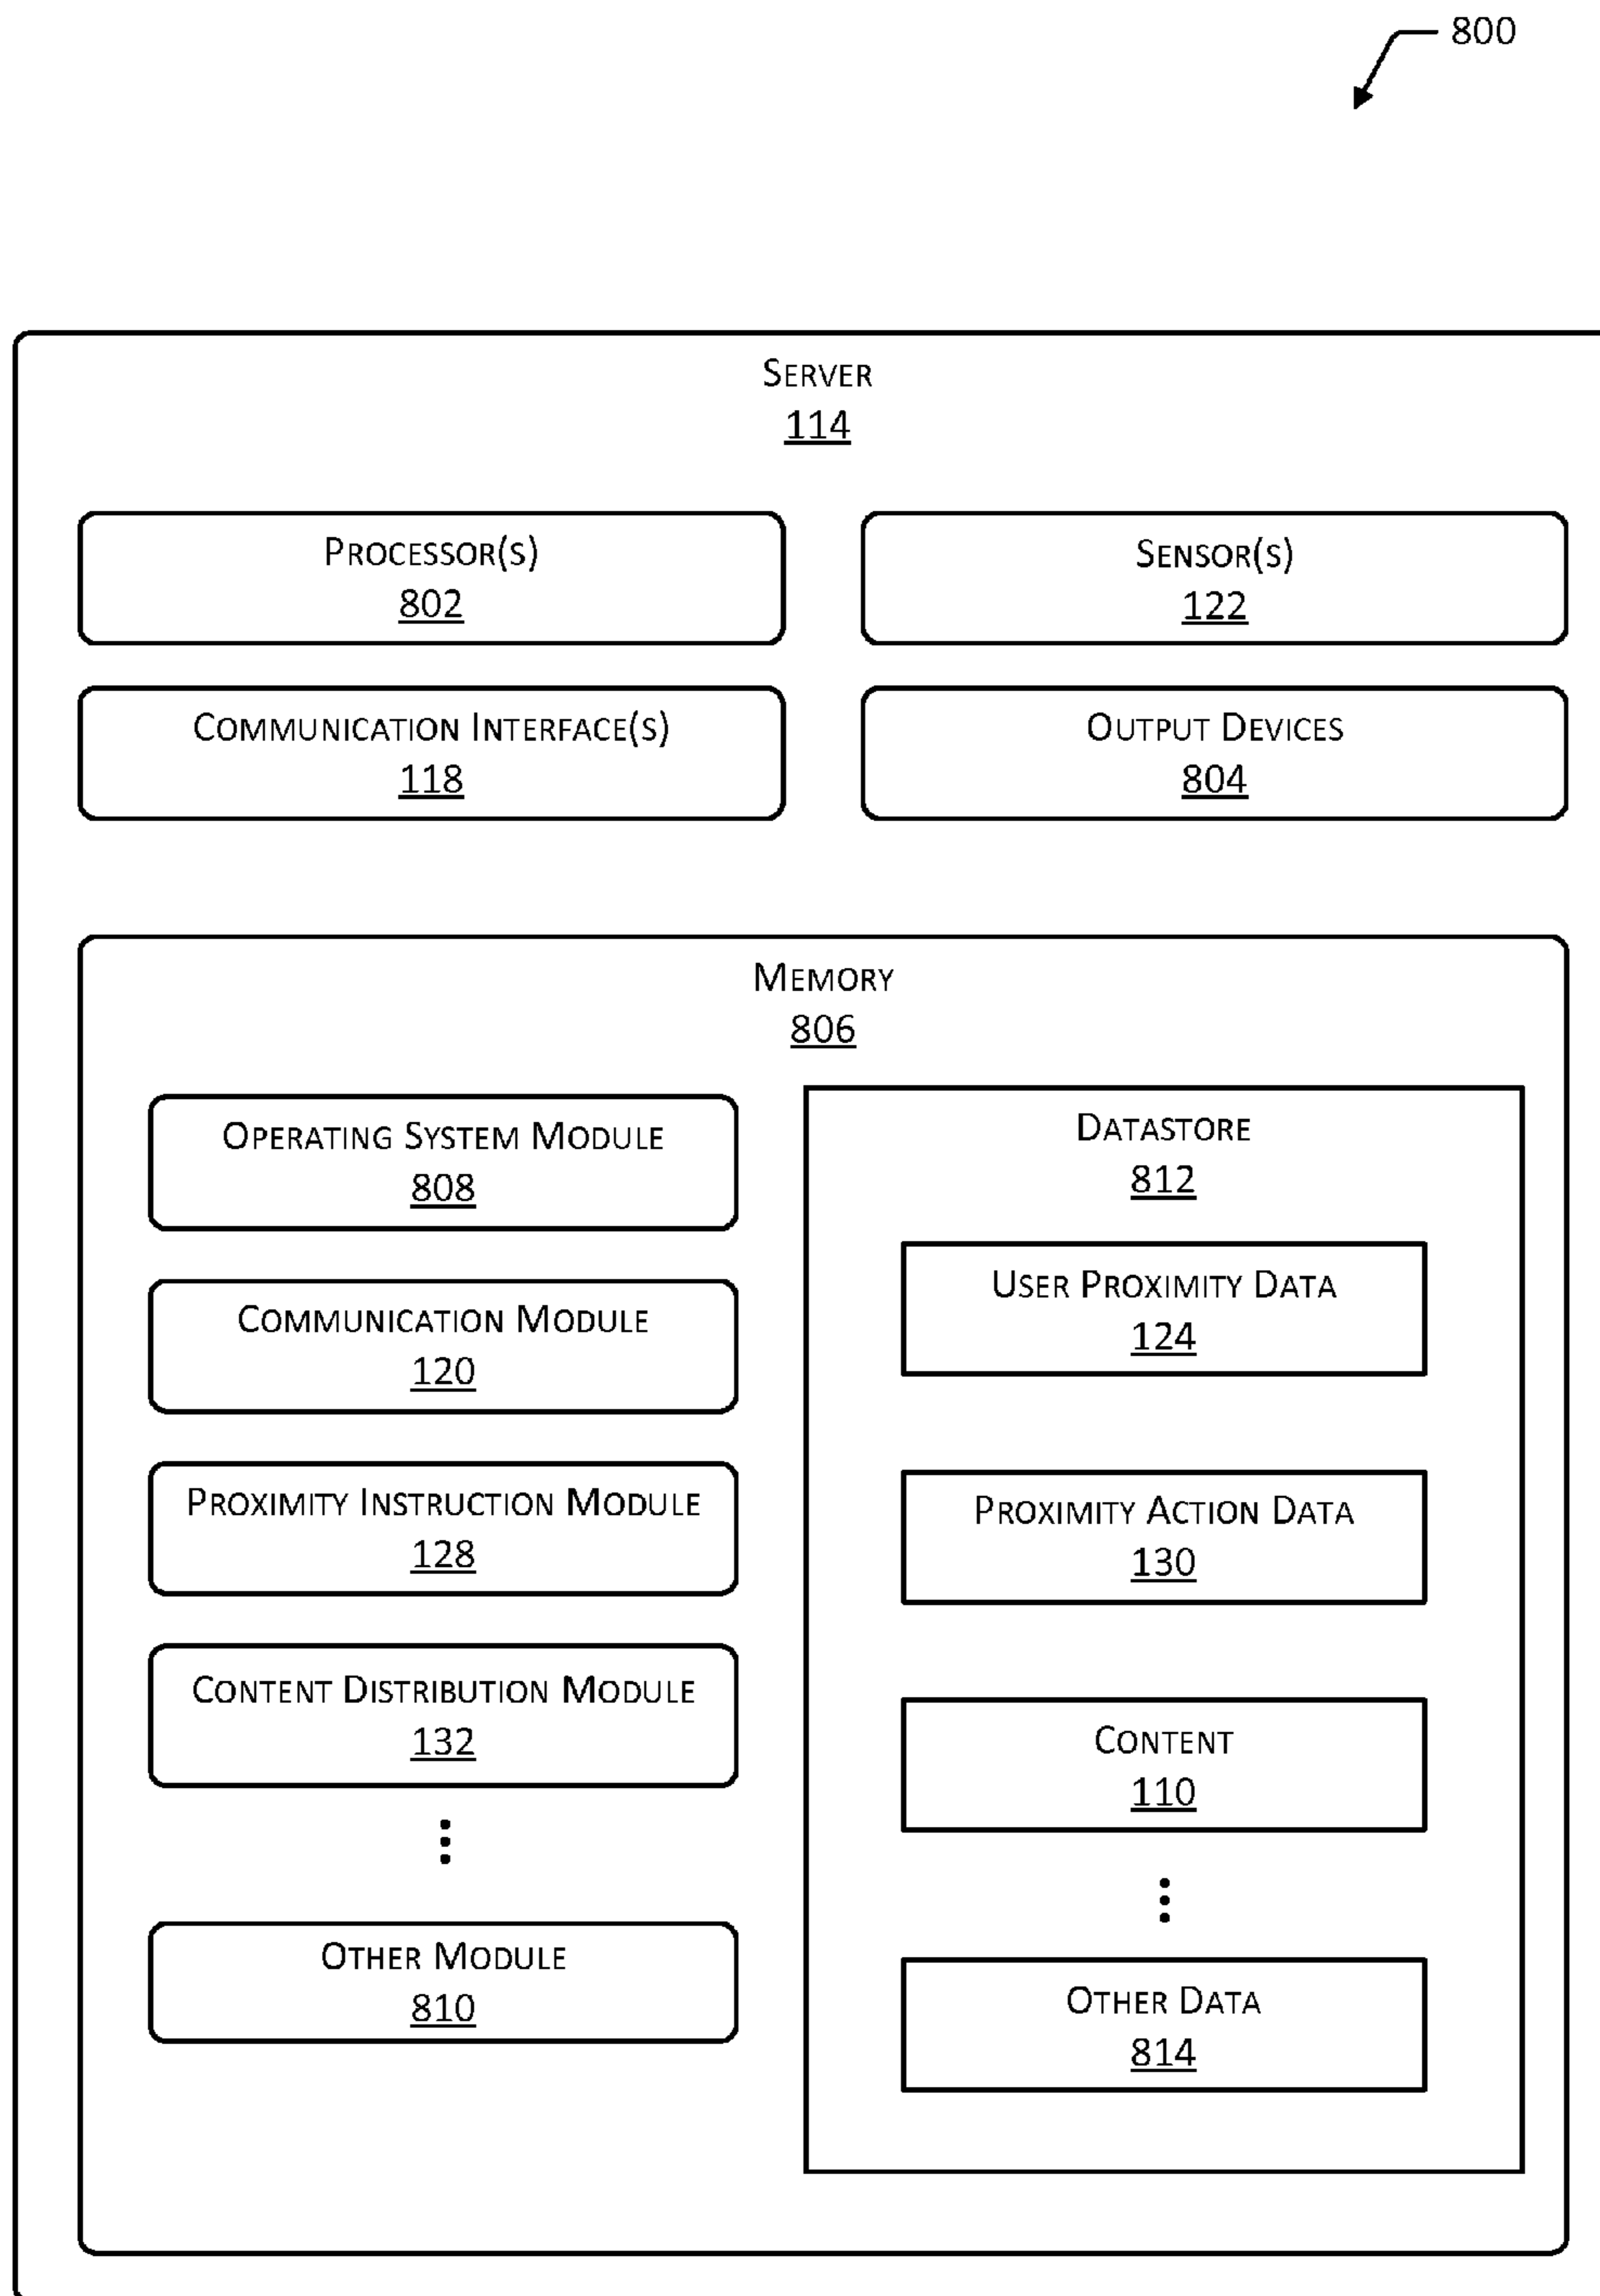 800
SERVER
114
PROCESSOR(S)
802
SENSOR(S)
122
COMMUNICATION INTERFACE(S)
118
OUTPUT DEVICES
804
MEMORY
806
OPERATING SYSTEM MODULE
808
COMMUNICATION MODULE
120
PROXIMITY INSTRUCTION MODULE
128
CONTENT DISTRIBUTION MODULE
132
OTHER MODULE
810
DATASTORE
812
USER PROXIMITY DATA
124
PROXIMITY ACTION DATA
130
CONTENT
110
OTHER DATA
814